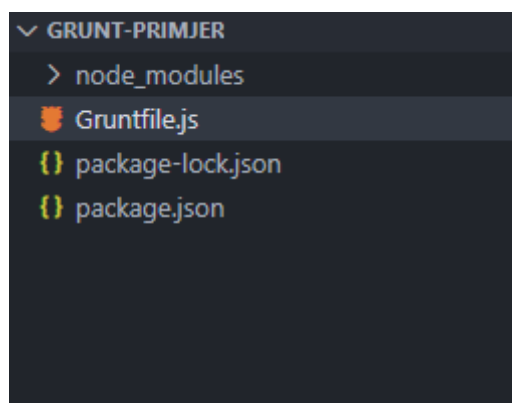 GRUNT-PRIMJER
node_modules
Gruntfile.js
{} package-lock.json
{} package.json